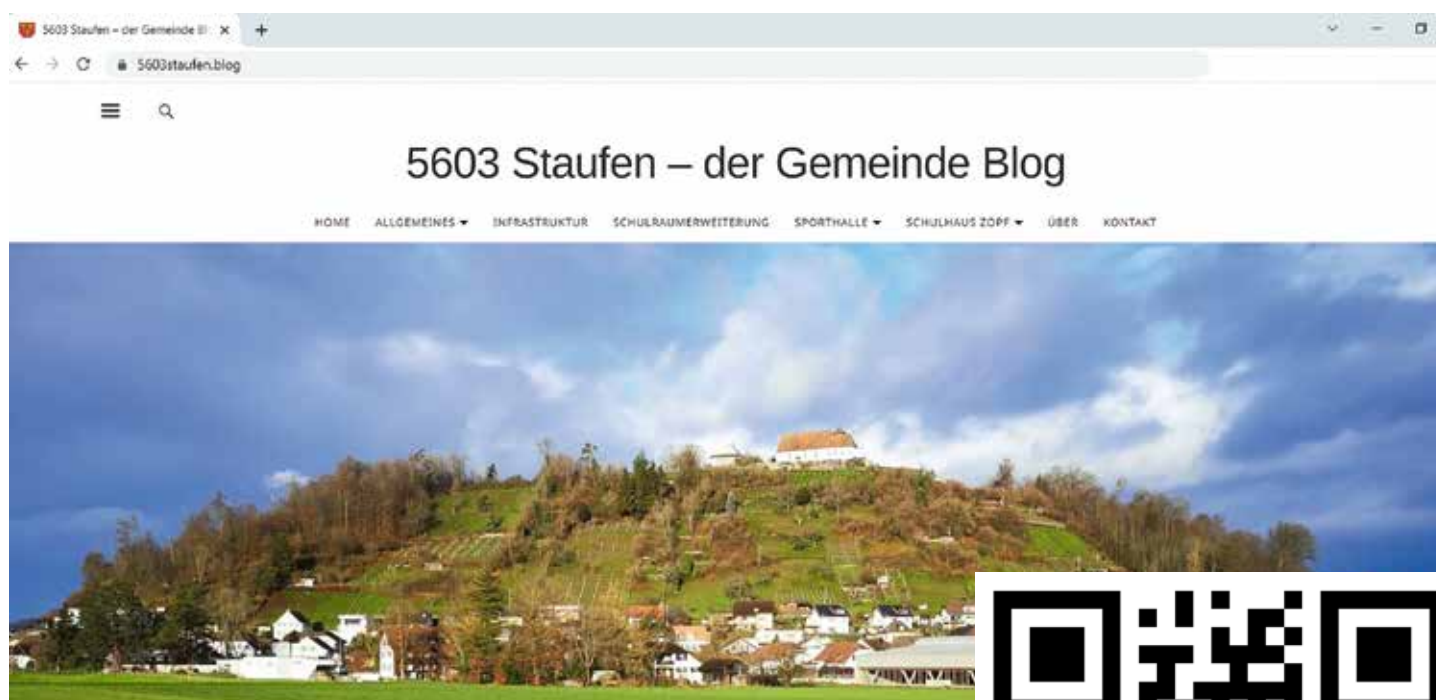 5603 Staufen – der Gemeinde Bl
5603staufen.blog
5603 Staufen – der Gemeinde Blog
HOME ALLGEMEINES INFRASTRUKTUR SCHULRAUMERWEITERUNG SPORTHALLE SCHULHAUS ZOPF ÜBER KONTAKT